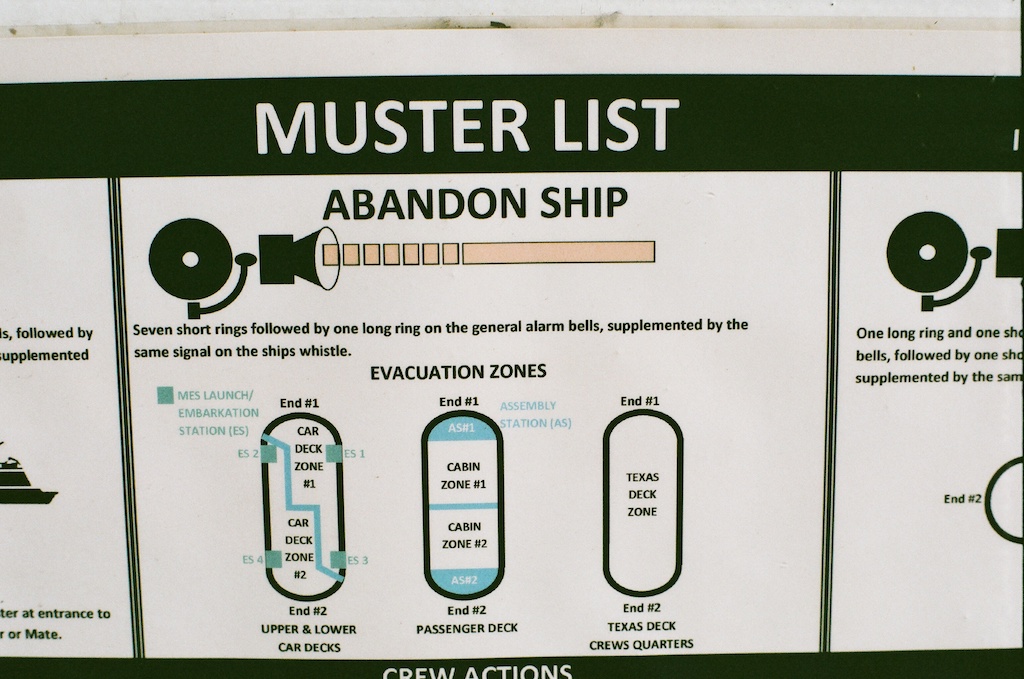 MUSTER LIST
ABANDON SHIP
Seven short rings followed by one long ring on the general alarm bells, supplemented by the
same signal on the ships whistle.
EVACUATION ZONES
MES LAUNCH/
EMBARKATION
STATION (ES)
End #1
CAR
DECK
ZONE
#1
ES 2
ES 1
CAR
DECK
ZONE
#2
ES 4
ES 3
End #2
UPPER & LOWER
CAR DECKS
End #1
ASSEMBLY
STATION (AS)
AS#1
CABIN
ZONE #1
CABIN
ZONE #2
AS#2
End #2
PASSENGER DECK
End #1
TEXAS
DECK
ZONE
End #2
TEXAS DECK
CREWS QUARTERS
followed by
supplemented
at entrance to
or Mate.
One long ring and one
bells, followed by one
supplemented by the
End #2
CREW ACTIONS